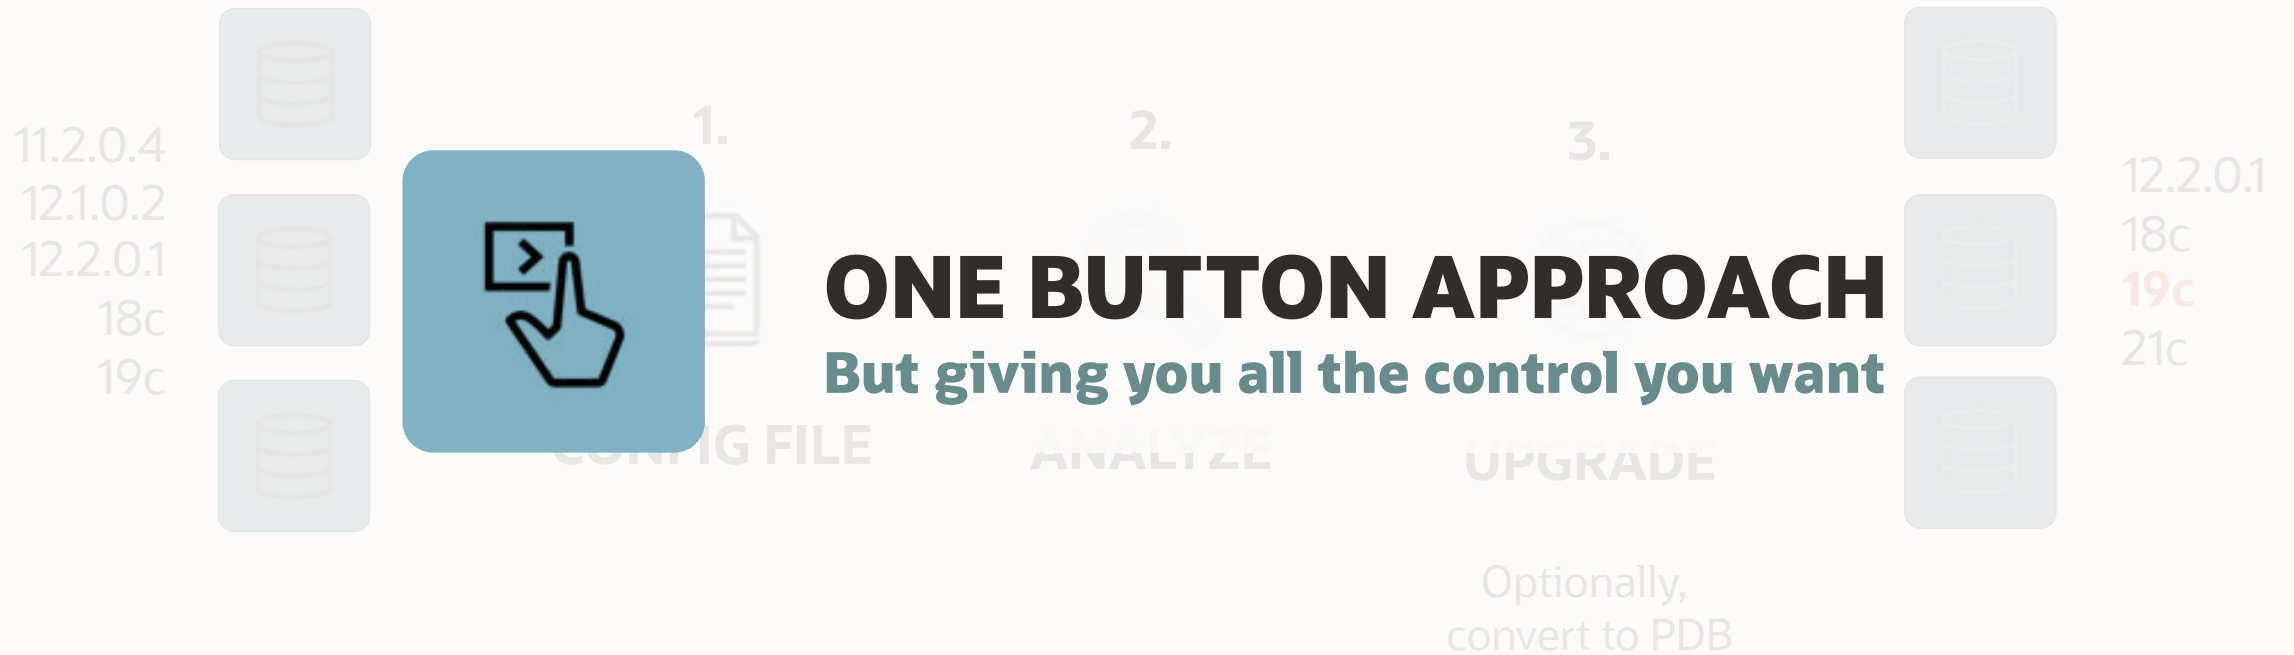 11.2.0.4
12.1.0.2
12.2.0.1
18c
19c
1.
CONFIG FILE
2.
ANALYZE
3.
UPGRADE
Optionally,
convert to PDB
ONE BUTTON APPROACH
But giving you all the control you want
12.2.0.1
18c
19c
21c